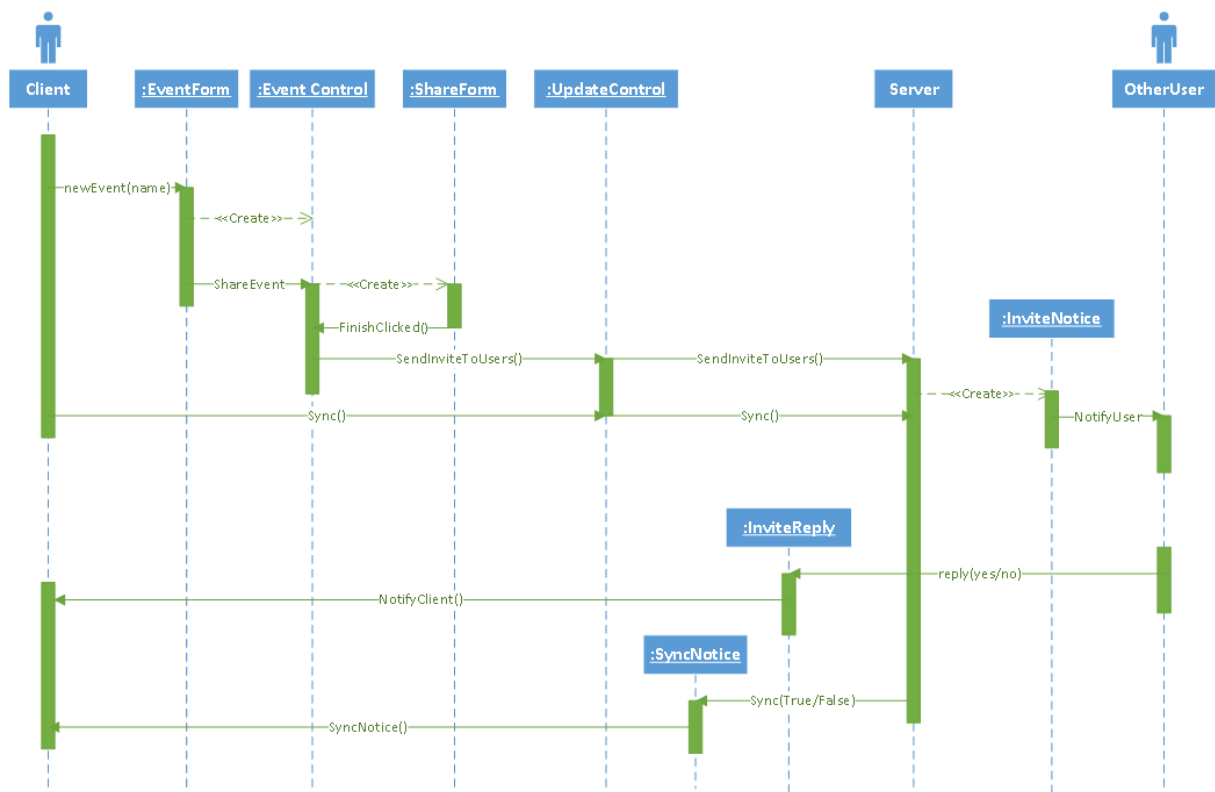 Client
:EventForm
:Event Control
:ShareForm
:UpdateControl
Server
OtherUser
newEvent(name)
<<Create>>
ShareEvent
<<Create>>
:InviteNotice
FinishClicked()
SendInviteToUsers()
SendInviteToUsers()
<<Create>>
Sync()
Sync()
NotifyUser
:InviteReply
reply(yes/no)
NotifyClient()
:SyncNotice
Sync(True/False)
SyncNotice()